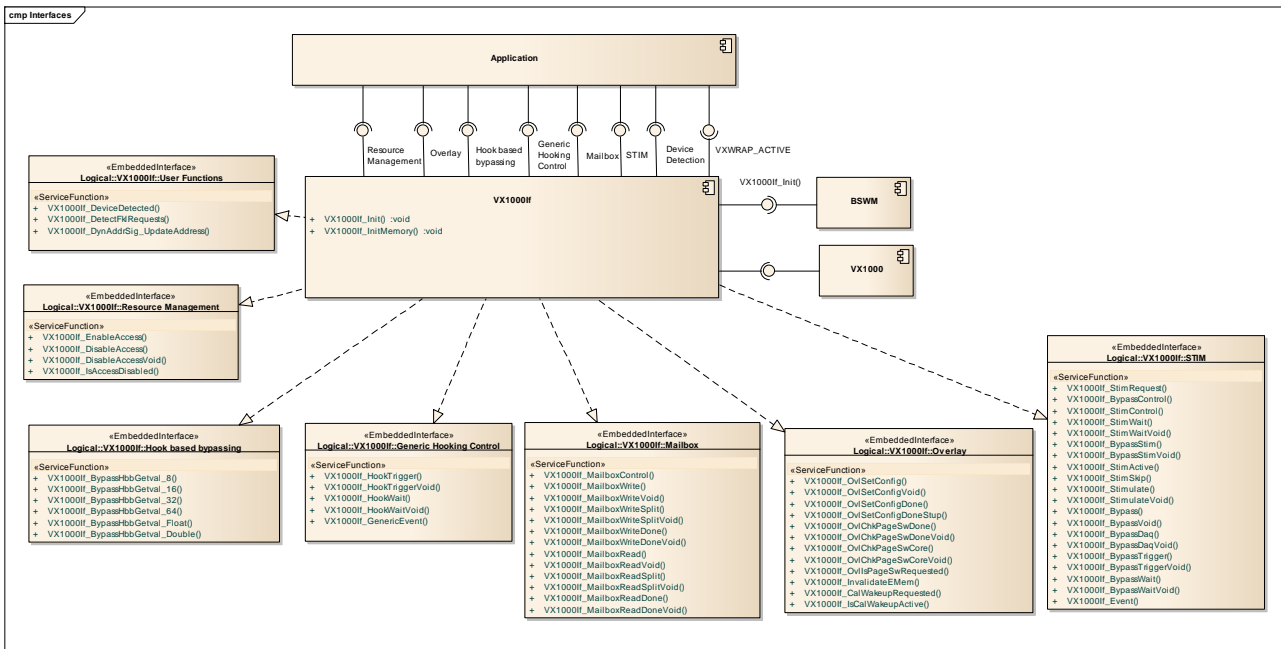 cmp Interfaces
Application
Resource
Management
Overlay
Hook based
bypassing
Generic
Hooking
Control
Mailbox
STIM
Device
Detection
VXWRAP_ACTIVE
«EmbeddedInterface»
Logical::VX1000If::User Functions
«ServiceFunction»
+ VX1000If_DeviceDetected()
+ VX1000If_DetectFklRequests()
+ VX1000If_DynAddrSig_UpdateAddress()
VX1000If
+ VX1000If_Init() :void
+ VX1000If_InitMemory() :void
VX1000If_Init()
BSWM
VX1000
«EmbeddedInterface»
Logical::VX1000If::Resource Management
«ServiceFunction»
+ VX1000If_EnableAccess()
+ VX1000If_DisableAccess()
+ VX1000If_DisableAccessVoid()
+ VX1000If_IsAccessDisabled()
«EmbeddedInterface»
Logical::VX1000If::Hook based bypassing
«ServiceFunction»
+ VX1000If_BypassHbbGetval_8()
+ VX1000If_BypassHbbGetval_16()
+ VX1000If_BypassHbbGetval_32()
+ VX1000If_BypassHbbGetval_64()
+ VX1000If_BypassHbbGetval_Float()
+ VX1000If_BypassHbbGetval_Double()
«EmbeddedInterface»
Logical::VX1000If::Generic Hooking Control
«ServiceFunction»
+ VX1000If_HookTrigger()
+ VX1000If_HookTriggerVoid()
+ VX1000If_HookWait()
+ VX1000If_HookWaitVoid()
+ VX1000If_GenericEvent()
«EmbeddedInterface»
Logical::VX1000If::Mailbox
«ServiceFunction»
+ VX1000If_MailboxControl()
+ VX1000If_MailboxWrite()
+ VX1000If_MailboxWriteVoid()
+ VX1000If_MailboxWriteSplit()
+ VX1000If_MailboxWriteSplitVoid()
+ VX1000If_MailboxWriteDone()
+ VX1000If_MailboxWriteDoneVoid()
+ VX1000If_MailboxRead()
+ VX1000If_MailboxReadVoid()
+ VX1000If_MailboxReadSplit()
+ VX1000If_MailboxReadSplitVoid()
+ VX1000If_MailboxReadDone()
+ VX1000If_MailboxReadDoneVoid()
«EmbeddedInterface»
Logical::VX1000If::Overlay
«ServiceFunction»
+ VX1000If_OvlSetConfig()
+ VX1000If_OvlSetConfigVoid()
+ VX1000If_OvlSetConfigDone()
+ VX1000If_OvlSetConfigDoneStup()
+ VX1000If_OvlChkPageSwDone()
+ VX1000If_OvlChkPageSwDoneVoid()
+ VX1000If_OvlChkPageSwCore()
+ VX1000If_OvlChkPageSwCoreVoid()
+ VX1000If_OvlIsPageSwRequested()
+ VX1000If_InvalidateEMem()
+ VX1000If_CalWakeupRequested()
+ VX1000If_IsCalWakeupActive()
«EmbeddedInterface»
Logical::VX1000If::STIM
«ServiceFunction»
+ VX1000If_StimRequest()
+ VX1000If_BypassControl()
+ VX1000If_StimControl()
+ VX1000If_StimWait()
+ VX1000If_StimWaitVoid()
+ VX1000If_BypassStim()
+ VX1000If_BypassStimVoid()
+ VX1000If_StimActive()
+ VX1000If_StimSkip()
+ VX1000If_Stimulate()
+ VX1000If_StimulateVoid()
+ VX1000If_Bypass()
+ VX1000If_BypassVoid()
+ VX1000If_BypassDaq()
+ VX1000If_BypassDaqVoid()
+ VX1000If_BypassTrigger()
+ VX1000If_BypassTriggerVoid()
+ VX1000If_BypassWait()
+ VX1000If_BypassWaitVoid()
+ VX1000If_Event()